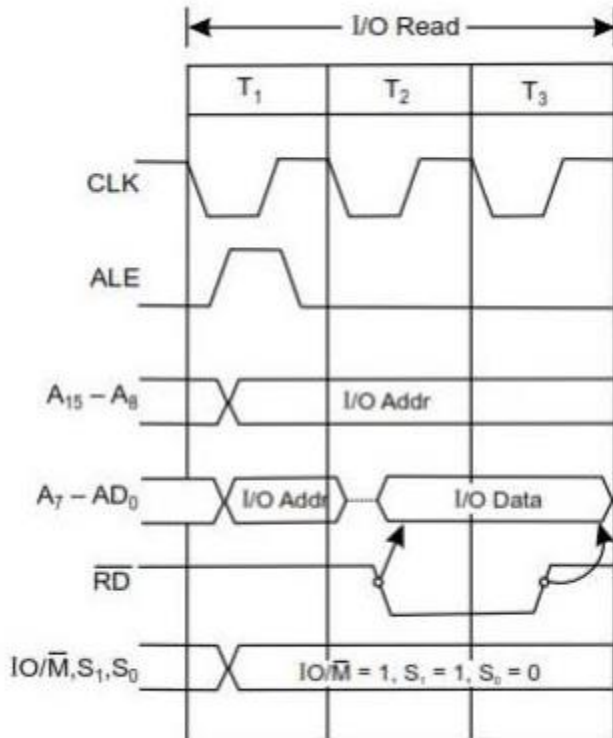 I/O Read
T₁ T₂ T₃
CLK
ALE
A₁₅ – A₈ I/O Addr
A₇ – AD₀ I/O Addr I/O Data
R̅D̅
IO/M̅,S₁,S₀ IO/M̅ = 1, S₁ = 1, S₀ = 0